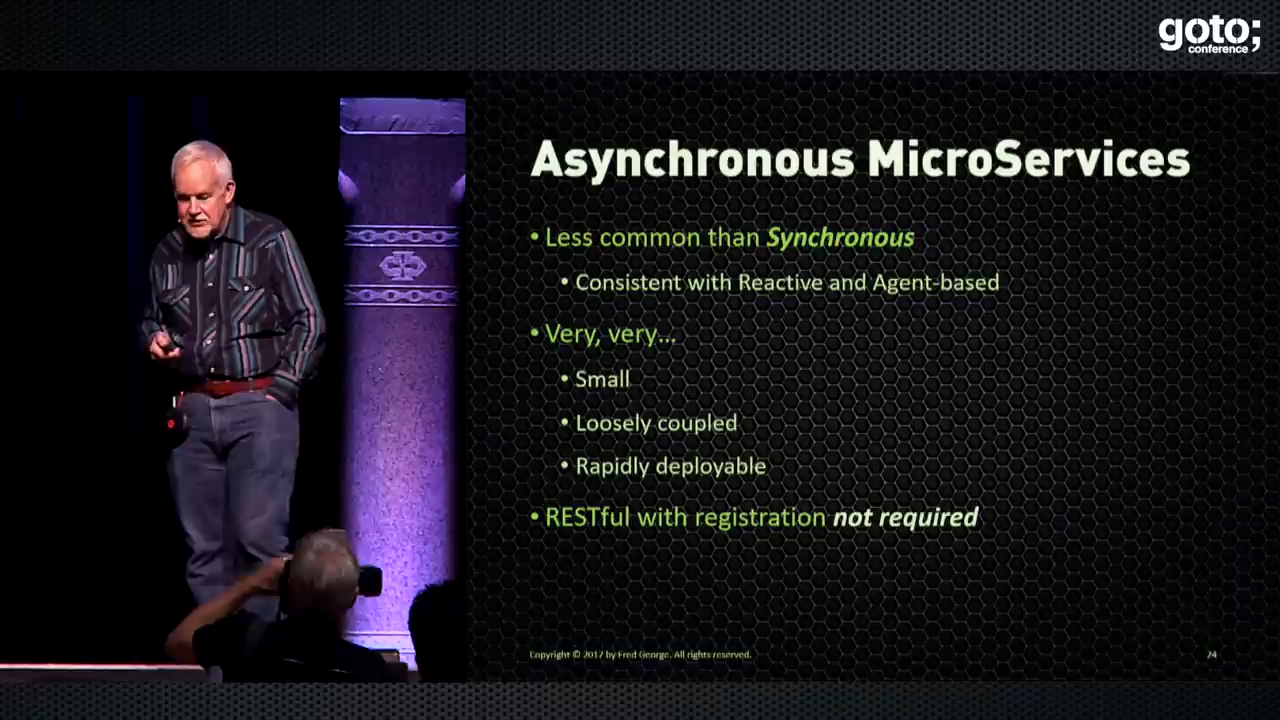 goto;
conference
Asynchronous MicroServices
• Less common than Synchronous
• Consistent with Reactive and Agent-based
• Very, very...
• Small
• Loosely coupled
• Rapidly deployable
• RESTful with registration not required
Copyright © 2017 by Fred George. All rights reserved.
24